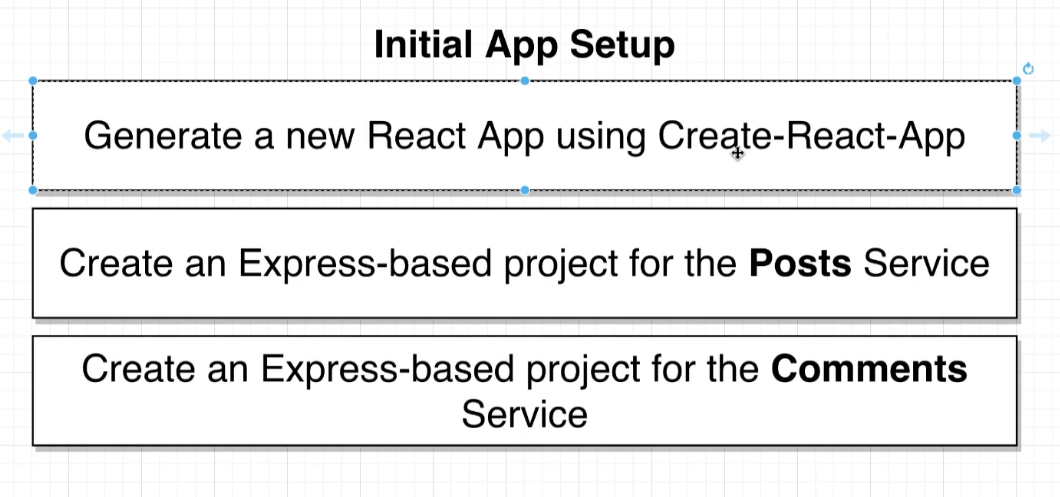 Initial App Setup
Generate a new React App using Create-React-App
Create an Express-based project for the Posts Service
Create an Express-based project for the Comments
Service